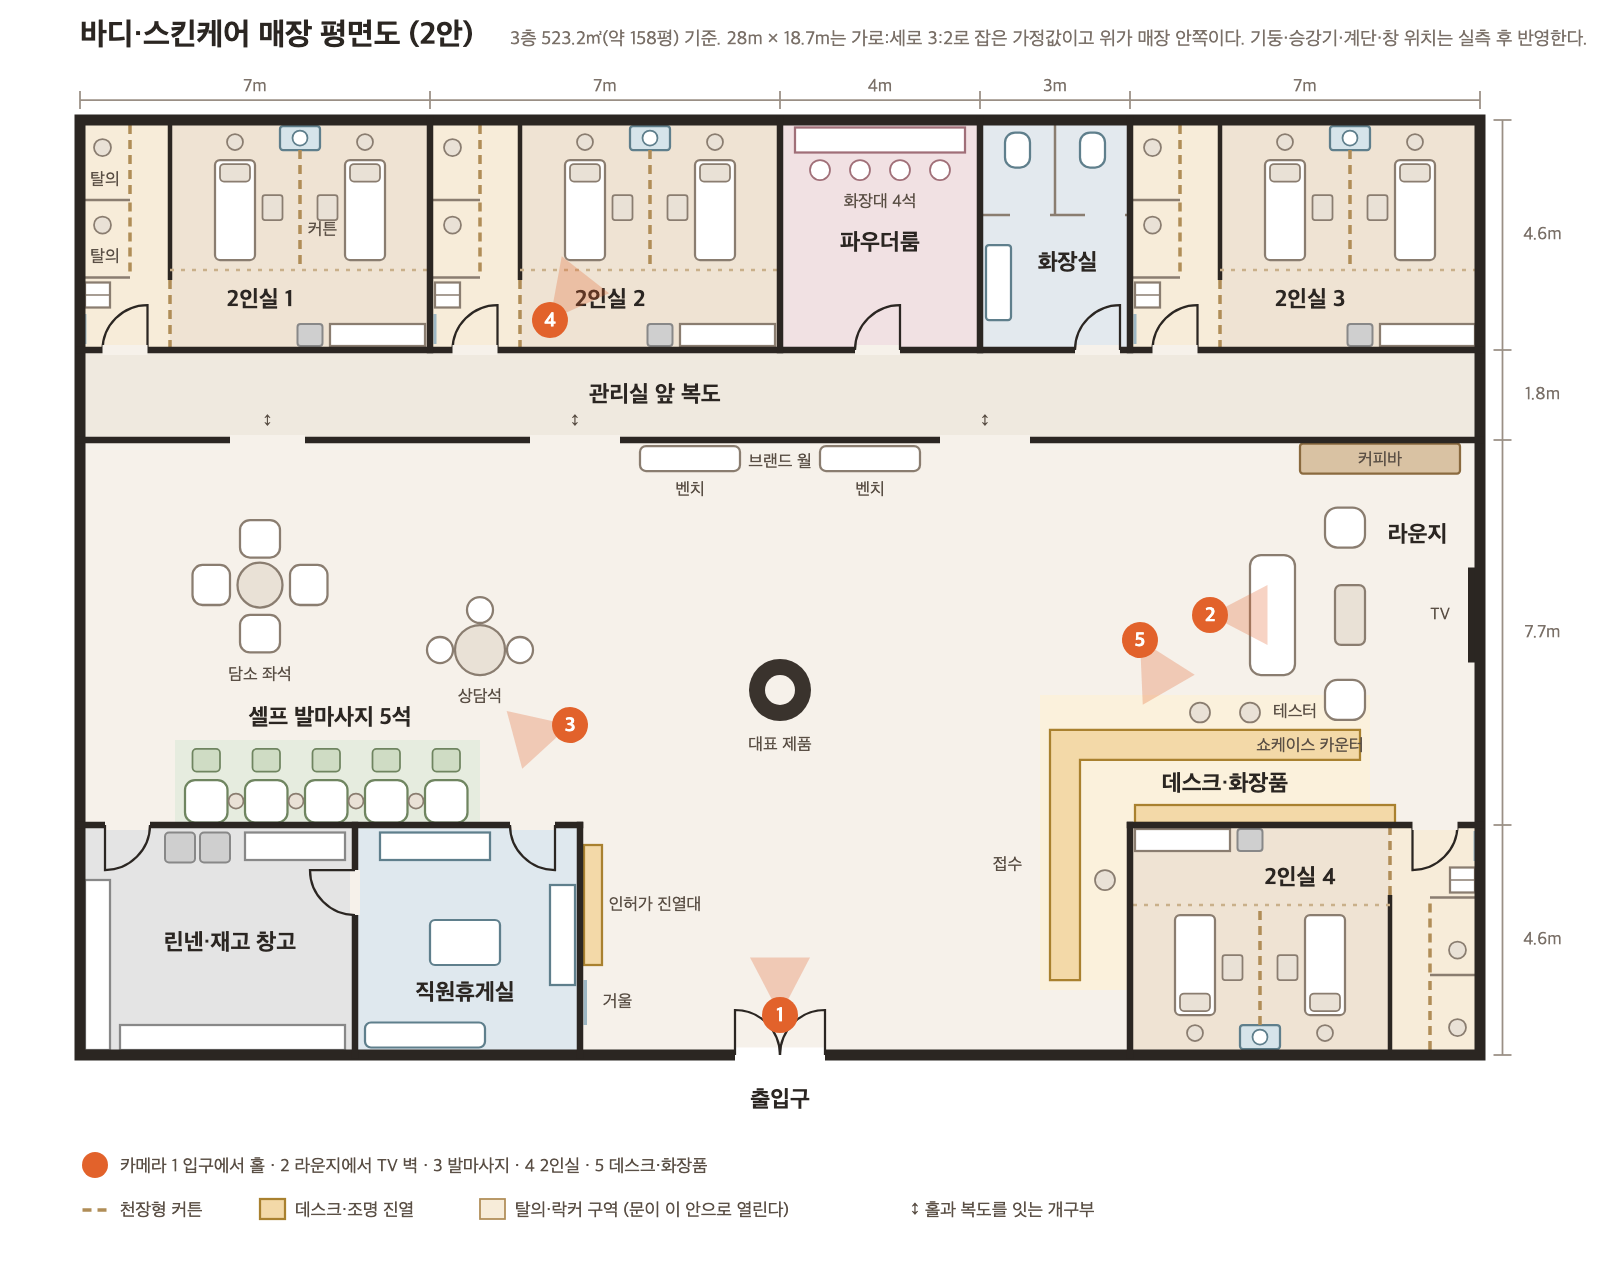 바디·스킨케어 매장 평면도 (2안)
3층 523.2㎡(약 158평) 기준. 28m × 18.7m는 가로:세로 3:2로 잡은 가정값이고 위가 매장 안쪽이다. 기둥·승강기·계단·창 위치는 실측 후 반영한다.
7m 7m 4m 3m 7m
탈의
탈의
커튼
2인실 1
4
2인실 2
화장대 4석
파우더룸
화장실
2인실 3
4.6m
관리실 앞 복도
1.8m
↕ ↕ ↕
벤치
브랜드 월
벤치
커피바
라운지
TV
2
5
7.7m
담소 좌석
상담석
셀프 발마사지 5석
3
대표 제품
테스터
쇼케이스 카운터
데스크·화장품
접수
2인실 4
인허가 진열대
린넨·재고 창고
직원휴게실
거울
4.6m
1
출입구
카메라 1 입구에서 홀 · 2 라운지에서 TV 벽 · 3 발마사지 · 4 2인실 · 5 데스크·화장품
천장형 커튼
데스크·조명 진열
탈의·락커 구역 (문이 이 안으로 열린다)
↕ 홀과 복도를 잇는 개구부